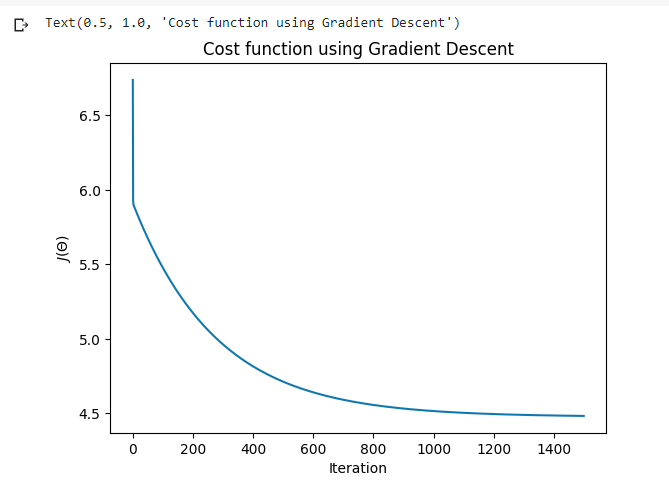 Text(0.5, 1.0, 'Cost function using Gradient Descent')
Cost function using Gradient Descent
6.5
6.0
5.5
5.0
4.5
J(Θ)
0 200 400 600 800 1000 1200 1400
Iteration